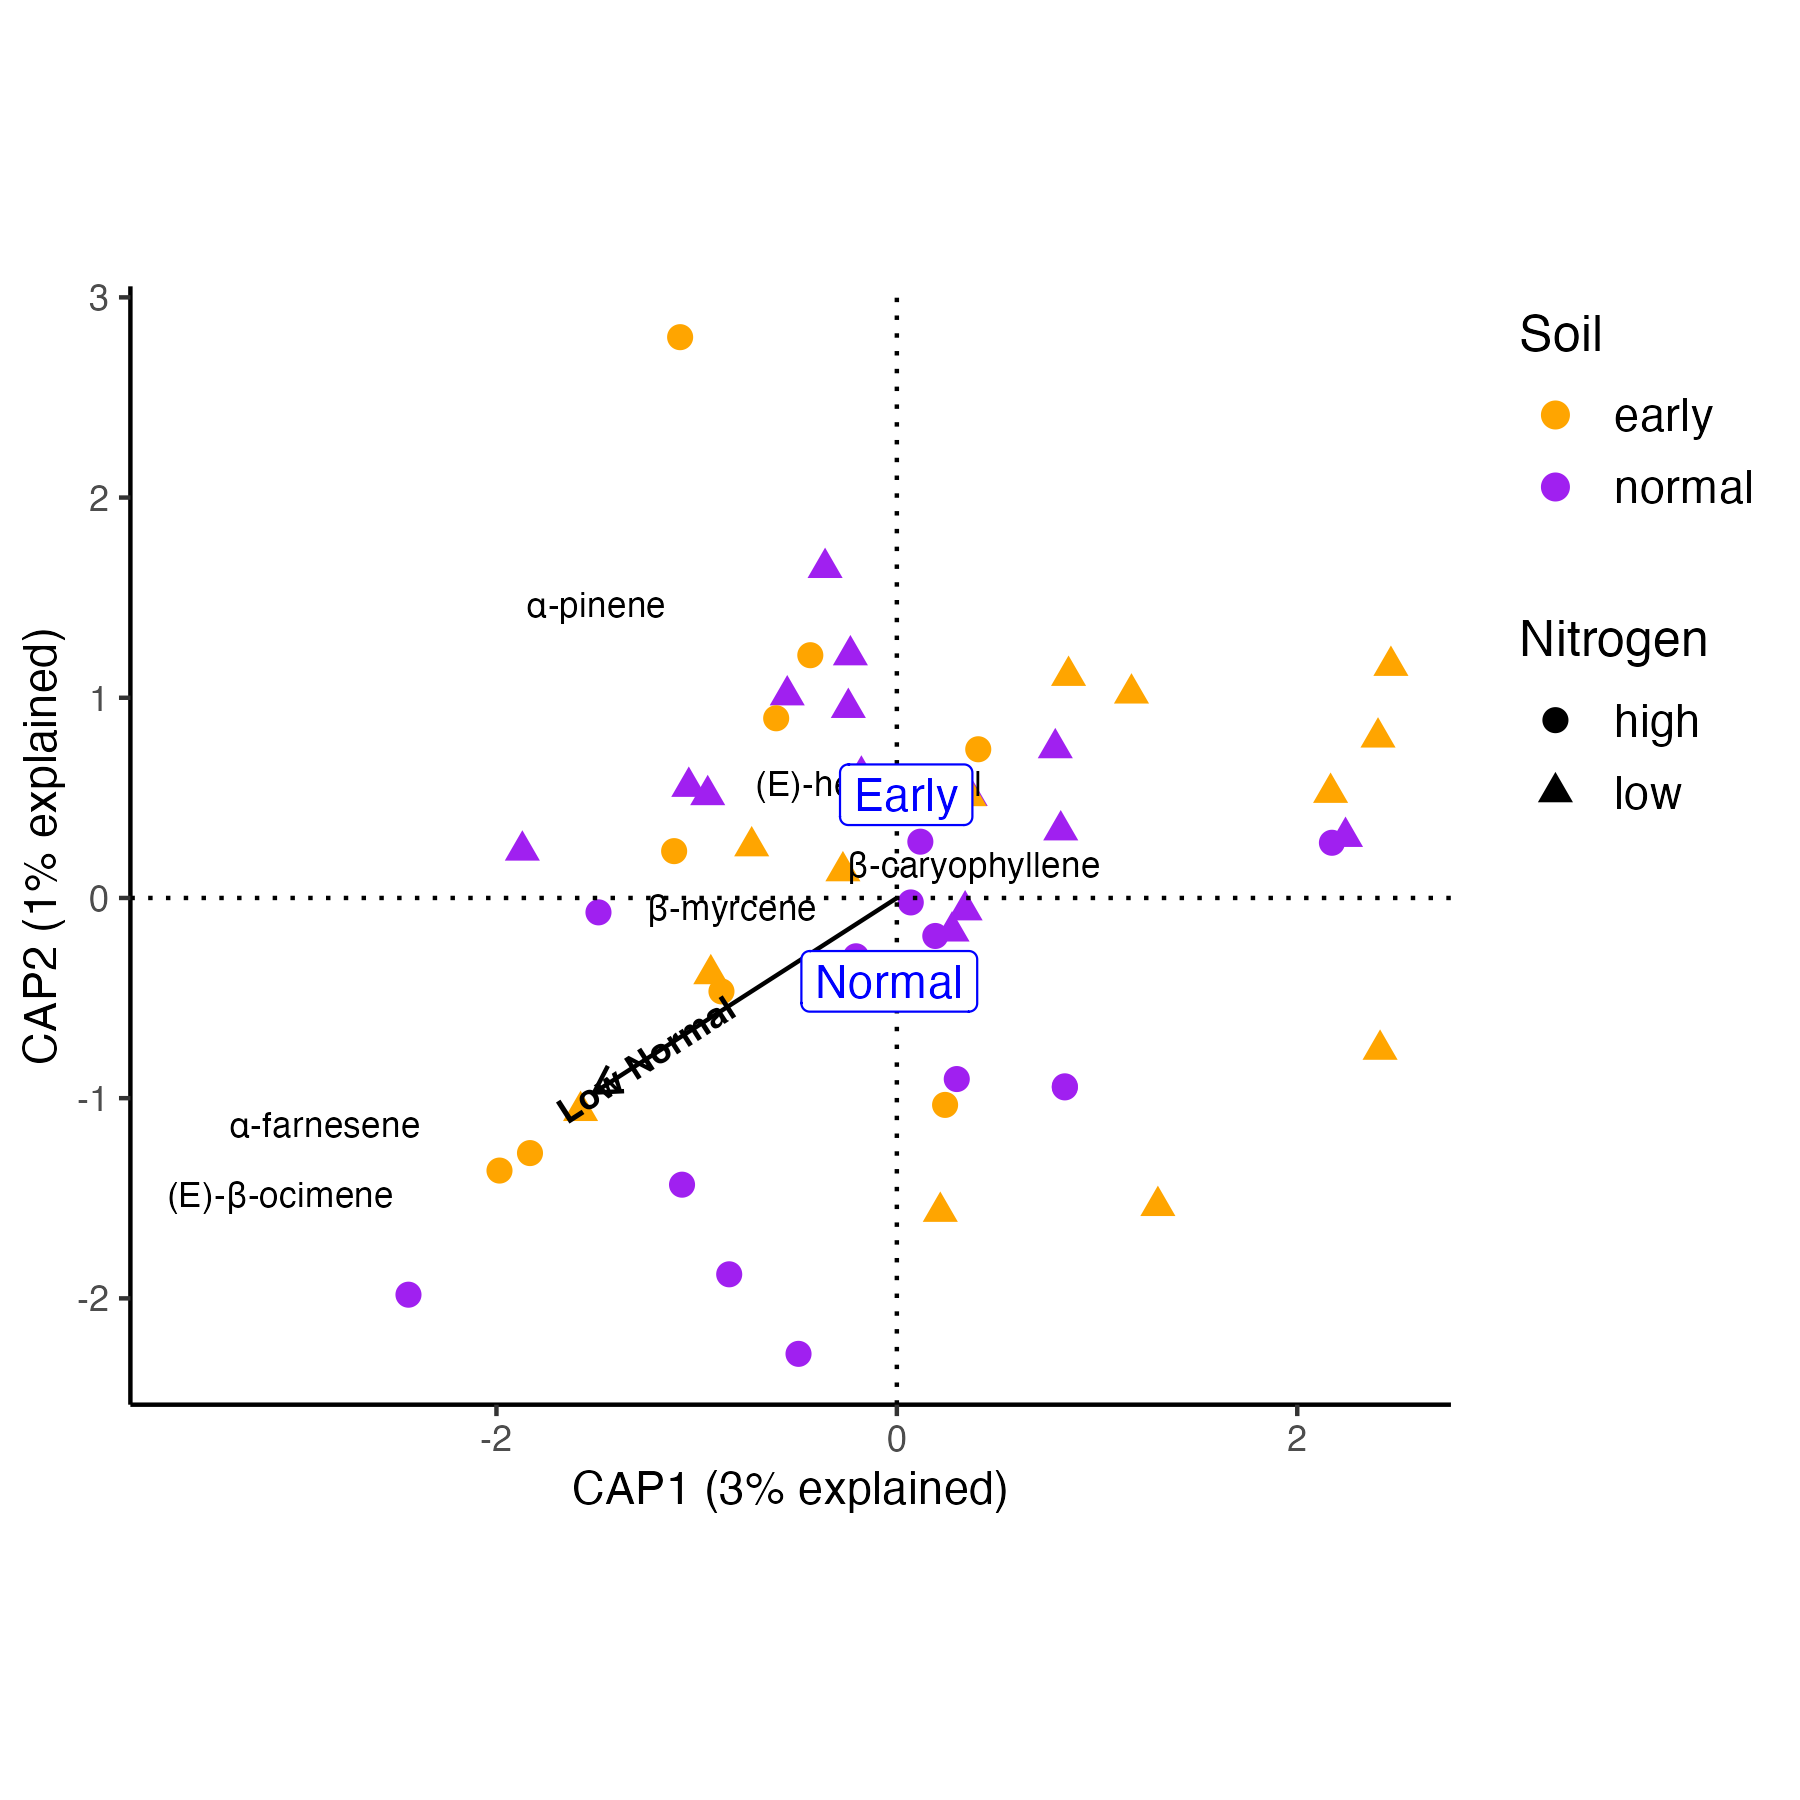 CAP2 (1% explained)
3
2
1
0
-1
-2
α-pinene
(E)-he
l
Early
β-caryophyllene
β-myrcene
Normal
Low Normal
α-farnesene
(E)-β-ocimene
-2
0
2
CAP1 (3% explained)
Soil
early
normal
Nitrogen
high
low